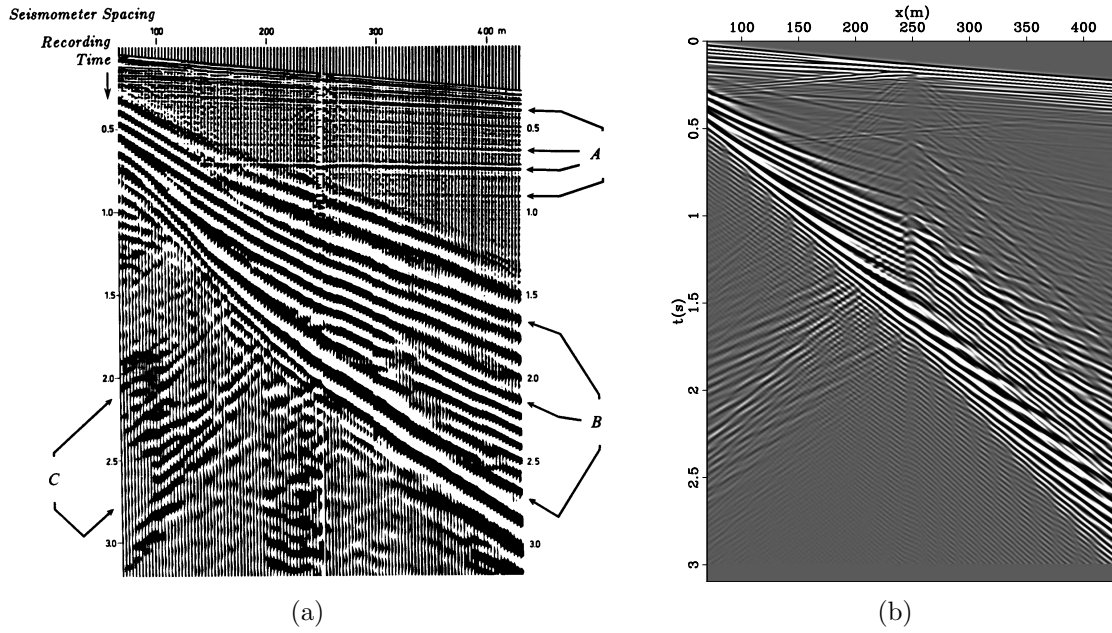 Seismometer Spacing
100 200 300 400 m
Recording
Time
0.5 0.5
A
1.0 1.0
1.5 1.5
2.0 2.0
B
C
2.5 2.5
3.0 3.0
(a)
x(m)
100 150 200 250 300 350 400
0
0.5
1
1.5
t(s)
2
2.5
3
(b)